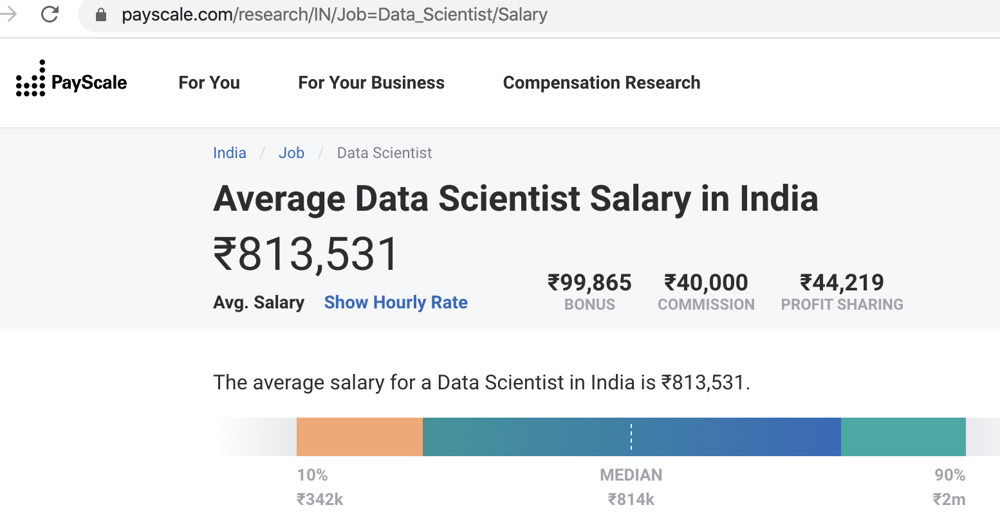 payscale.com/research/IN/Job=Data_Scientist/Salary
PayScale For You For Your Business Compensation Research
India / Job / Data Scientist
Average Data Scientist Salary in India
₹813,531
₹99,865 ₹40,000 ₹44,219
Avg. Salary Show Hourly Rate BONUS COMMISSION PROFIT SHARING
The average salary for a Data Scientist in India is ₹813,531.
10% MEDIAN 90%
₹342k ₹814k ₹2m